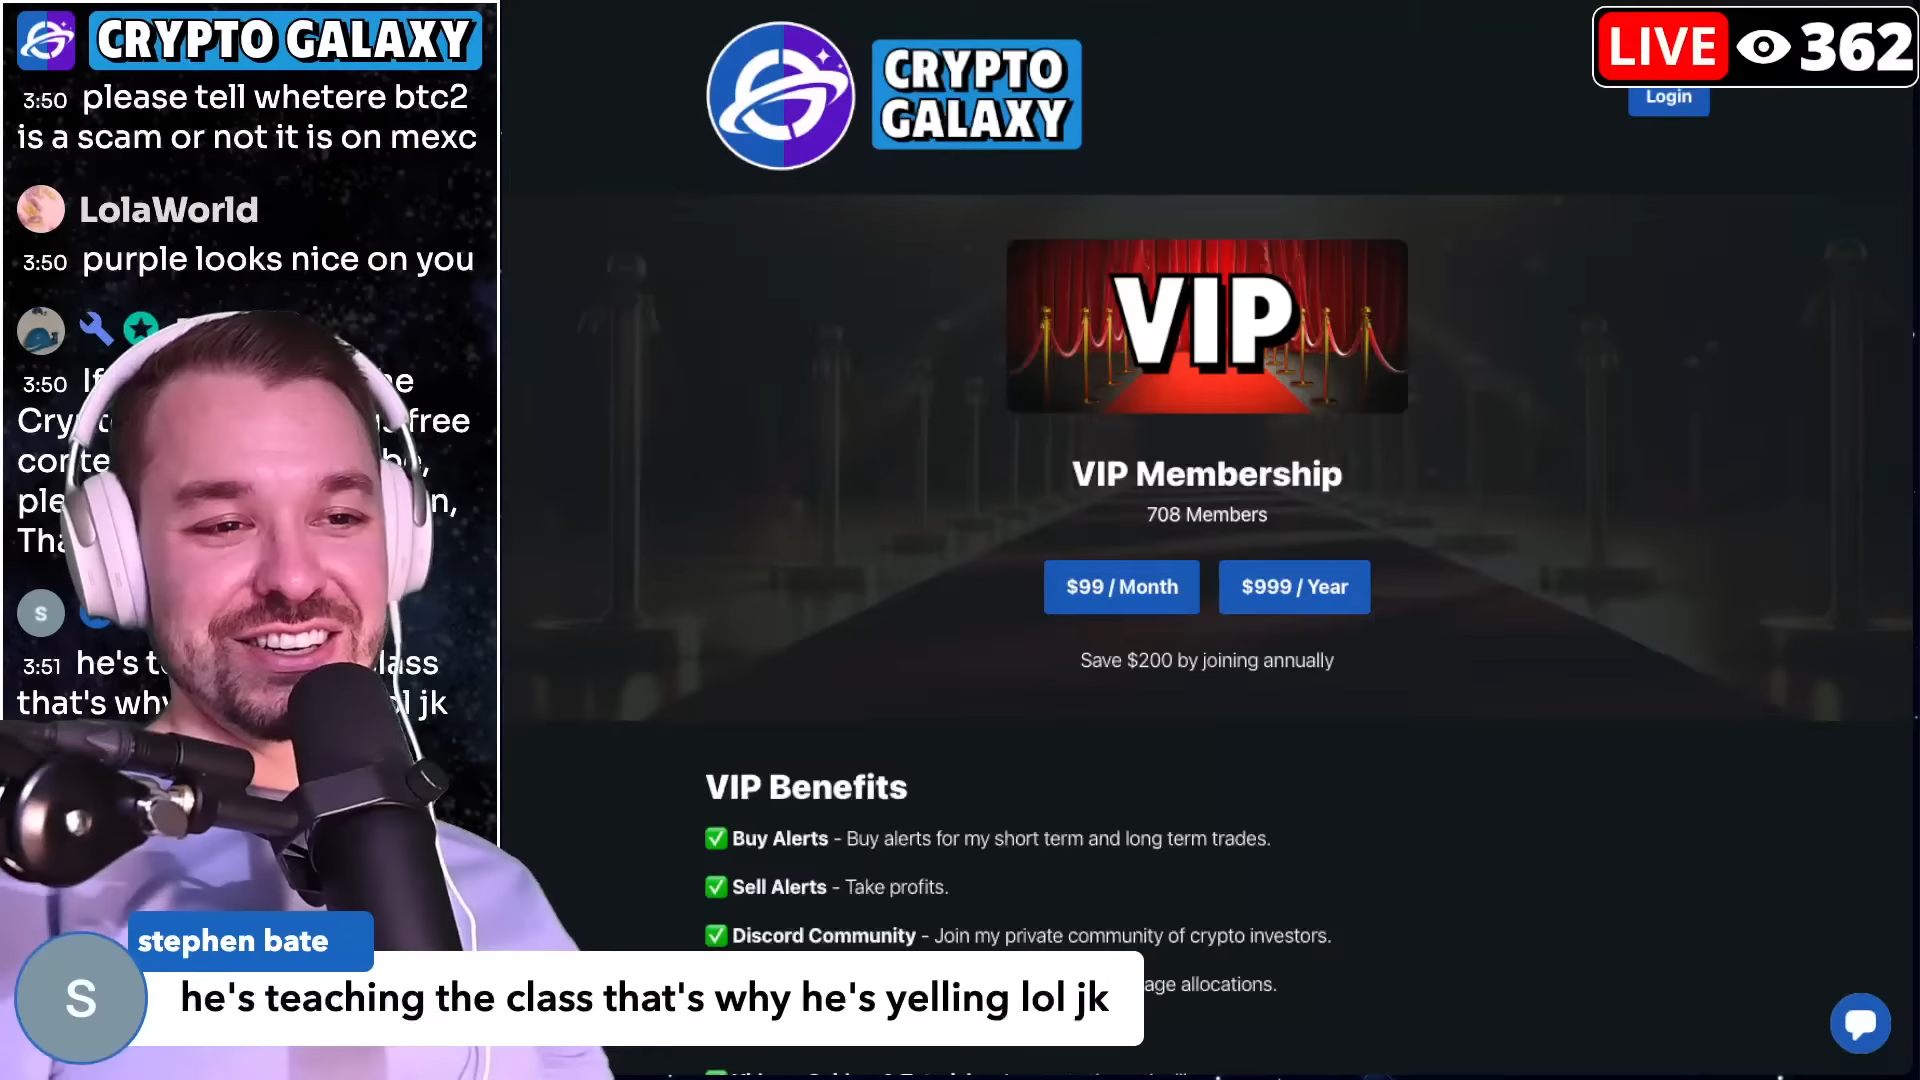 CRYPTO GALAXY
3:50 please tell whetere btc2
is a scam or not it is on mexc
LolaWorld
3:50 purple looks nice on you
3:50 If
Cry free
ple
S
3:51 he's lass
that's why jk
CRYPTO
GALAXY
LIVE 362
Login
VIP
VIP Membership
708 Members
$99 / Month $999 / Year
Save $200 by joining annually
VIP Benefits
Buy Alerts - Buy alerts for my short term and long term trades.
Sell Alerts - Take profits.
Discord Community - Join my private community of crypto investors.
age allocations.
stephen bate
S
he's teaching the class that's why he's yelling lol jk